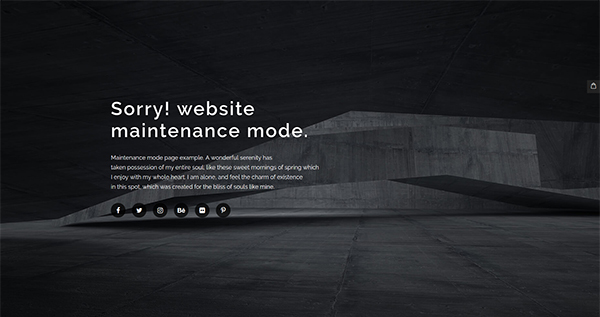 Sorry! website
maintenance mode.
Maintenance mode page example. A wonderful serenity has
taken possession of my entire soul, like these sweet mornings of spring which
I enjoy with my whole heart. I am alone, and feel the charm of existence
in this spot, which was created for the bliss of souls like mine.